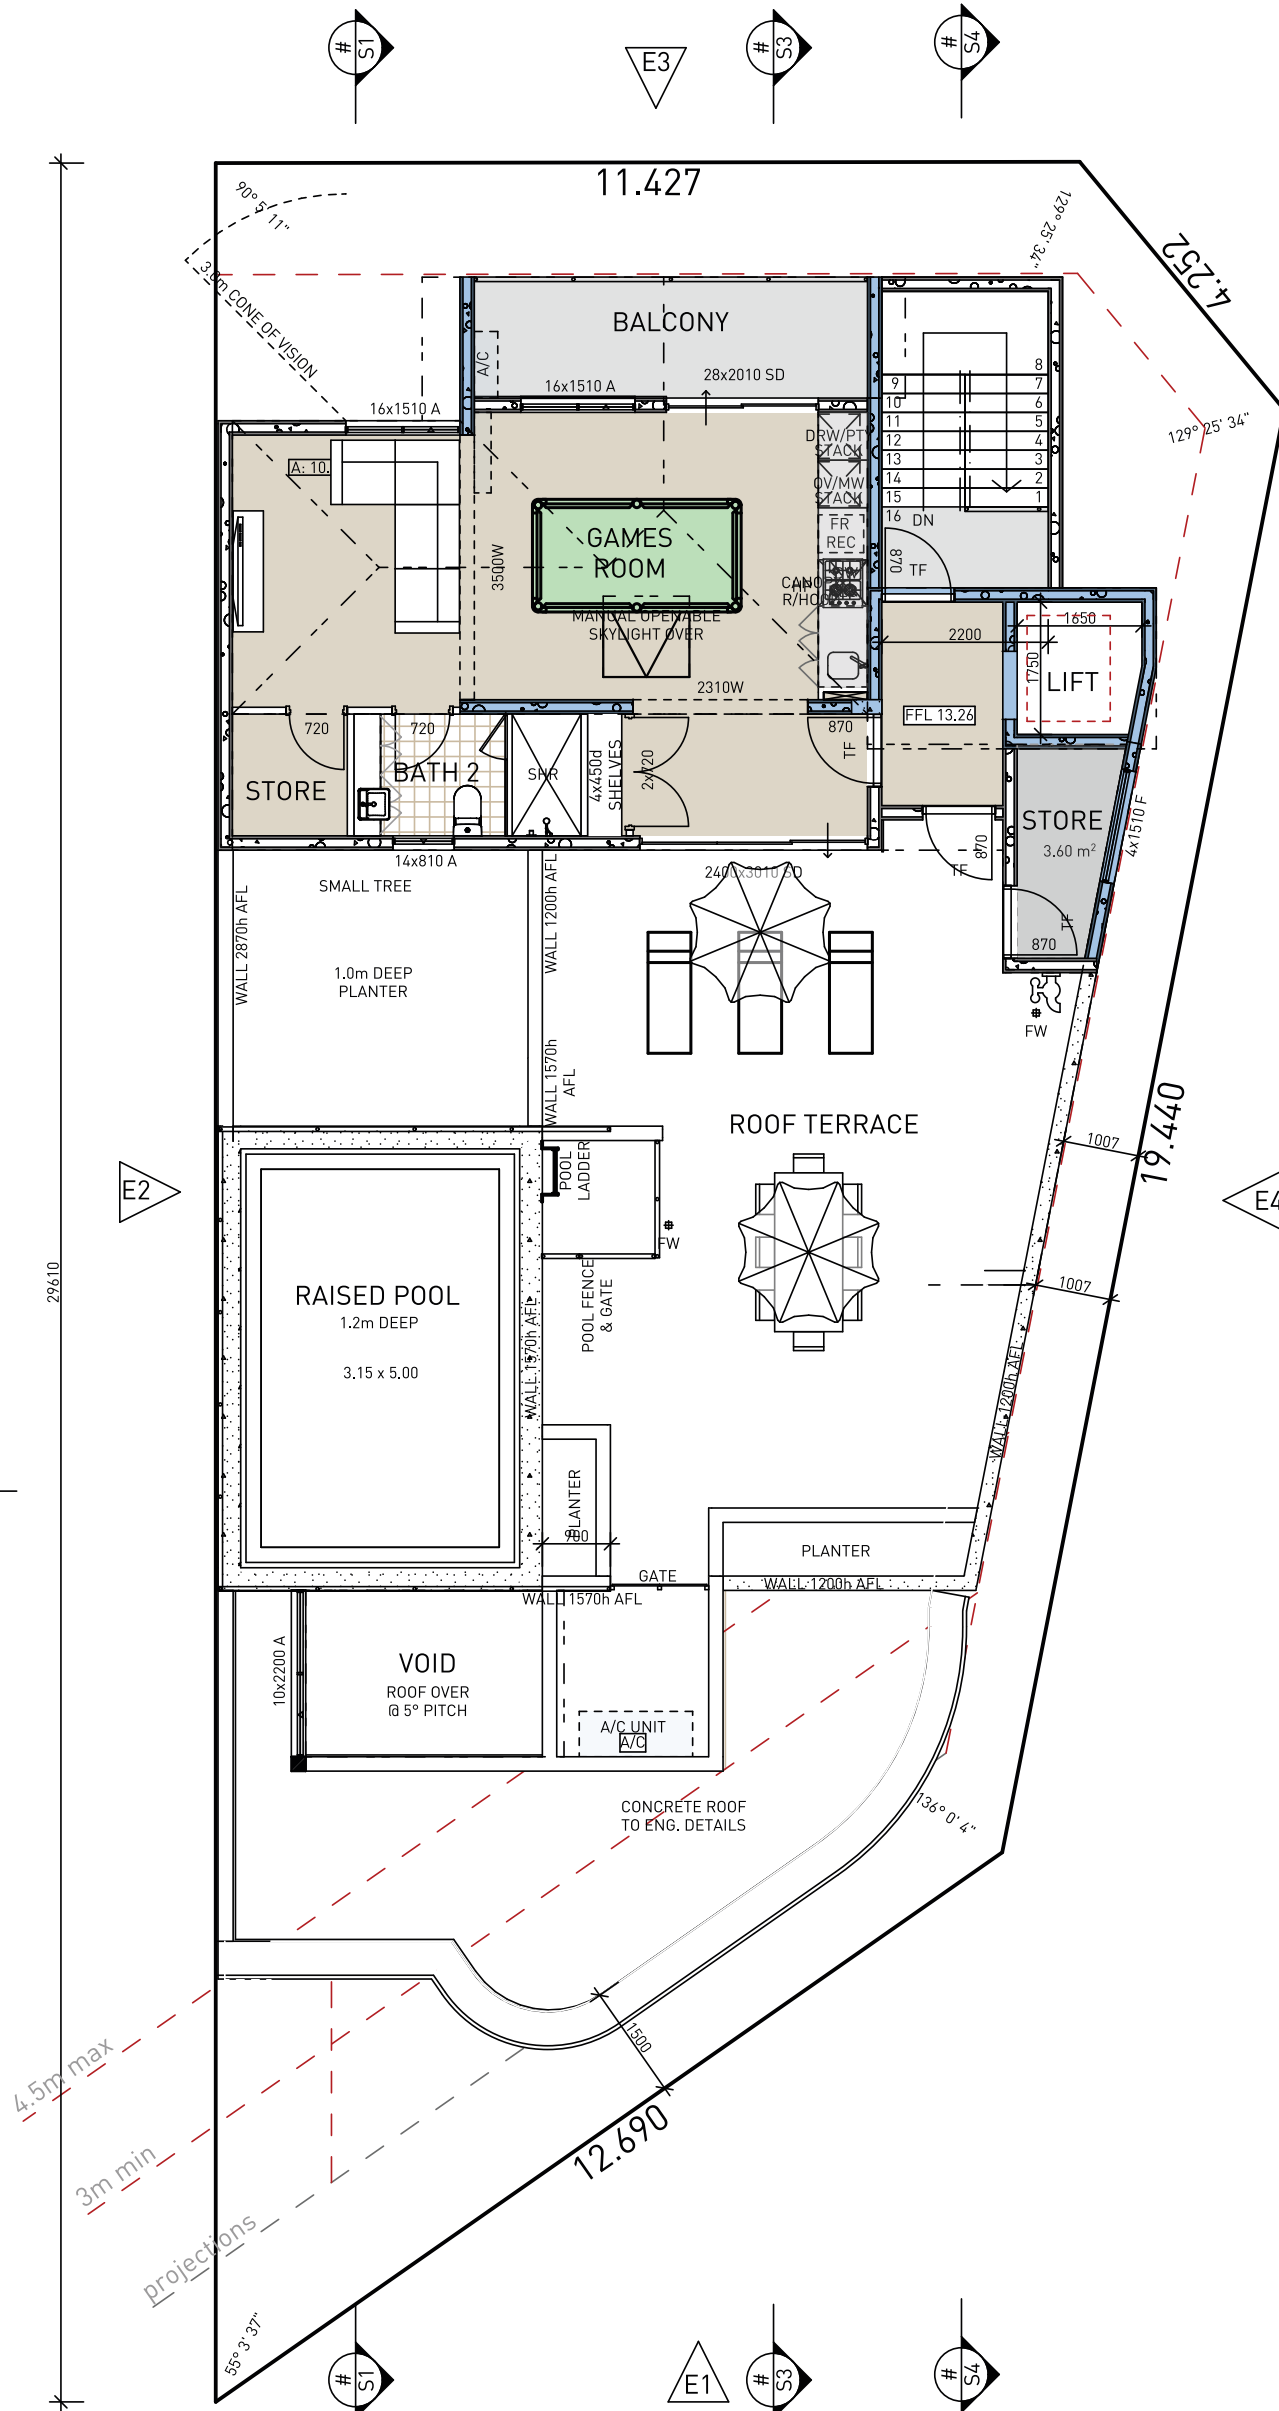 # S1
E3
# S3
# S4
11.427
90° 5' 11"
129° 25' 34"
4.252
3.0m CONE OF VISION
BALCONY
A/C
28x2010 SD
16x1510 A
16x1510 A
129° 25' 34"
8
9 7
10 6
11 5
12 4
13 3
14 2
15 1
16 DN
DRW/PT
STACK
OV/MW
STACK
FR
REC
A: 10.
GAMES
ROOM
3500W
CANOP
R/HOO
870
TF
MANUAL OPENABLE
SKYLIGHT OVER
2200
1650
1750
LIFT
2310W
FFL 13.26
720
720
870
TF
STORE
BATH 2
SHR
4x450d
SHELVES
2x720
STORE
3.60 m²
4x1510 F
870
TF
14x810 A
2400x3010 SD
SMALL TREE
WALL 2870h AFL
WALL 1200h AFL
870
TF
1.0m DEEP
PLANTER
FW
WALL 1570h
AFL
ROOF TERRACE
1007
19.440
E2
POOL
LADDER
E4
FW
29610
RAISED POOL
1.2m DEEP
3.15 x 5.00
POOL FENCE
& GATE
WALL 1570h AFL
1007
WALL 1200h AFL
PLANTER
900
PLANTER
GATE
WALL 1200h AFL
WALL 1570h AFL
10x2200 A
VOID
ROOF OVER
@ 5° PITCH
A/C UNIT
A/C
CONCRETE ROOF
TO ENG. DETAILS
136° 0' 4"
1500
4.5m max
12.690
3m min
projections
55° 3' 37"
# S1
E1
# S3
# S4